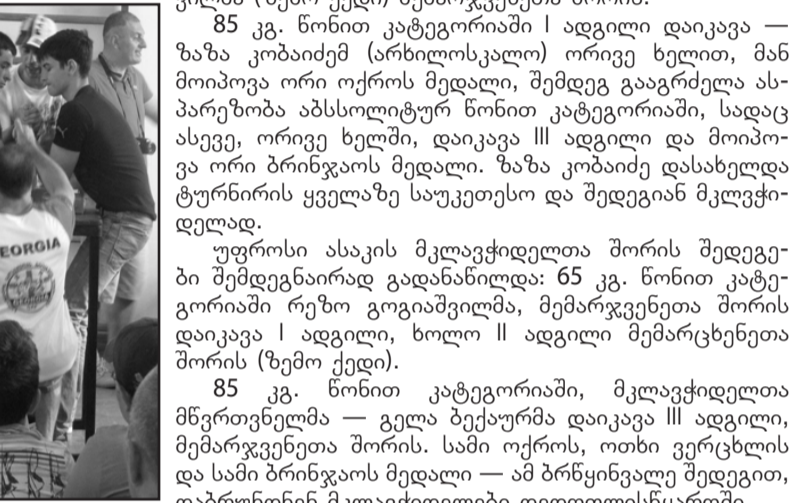 85 კგ. წონით კატეგორიაში I ადგილი დაიკავა —
ზაზა კობაიძემ (არხილოსკალო) ორივე ხელით, მან
მოიპოვა ორი ოქროს მედალი, შემდეგ გააგრძელა ას-
პარეზობა აბსსოლიტურ წონით კატეგორიაში, სადაც
ასევე, ორივე ხელში, დაიკავა III ადგილი და მოიპო-
ვა ორი ბრინჯაოს მედალი. ზაზა კობაიძე დასახელდა
ტურნირის ყველაზე საუკეთესო და შედეგიან მკლვჭი-
დელად.
უფროსი ასაკის მკლავჭიდელთა შორის შედეგე-
ბი შემდეგნაირად გადანაწილდა: 65 კგ. წონით კატე-
გორიაში რეზო გოგიაშვილმა, მემარჯვენეთა შორის
დაიკავა I ადგილი, ხოლო II ადგილი მემარცხენეთა
შორის (ზემო ქედი).
85 კგ. წონით კატეგორიაში, მკლავჭიდელთა
მწვრთვნელმა — გელა ბექაურმა დაიკავა III ადგილი,
მემარჯვენეთა შორის. სამი ოქროს, ოთხი ვერცხლის
და სამი ბრინჯაოს მედალი — ამ ბრწყინვალე შედეგით,
EORGIA